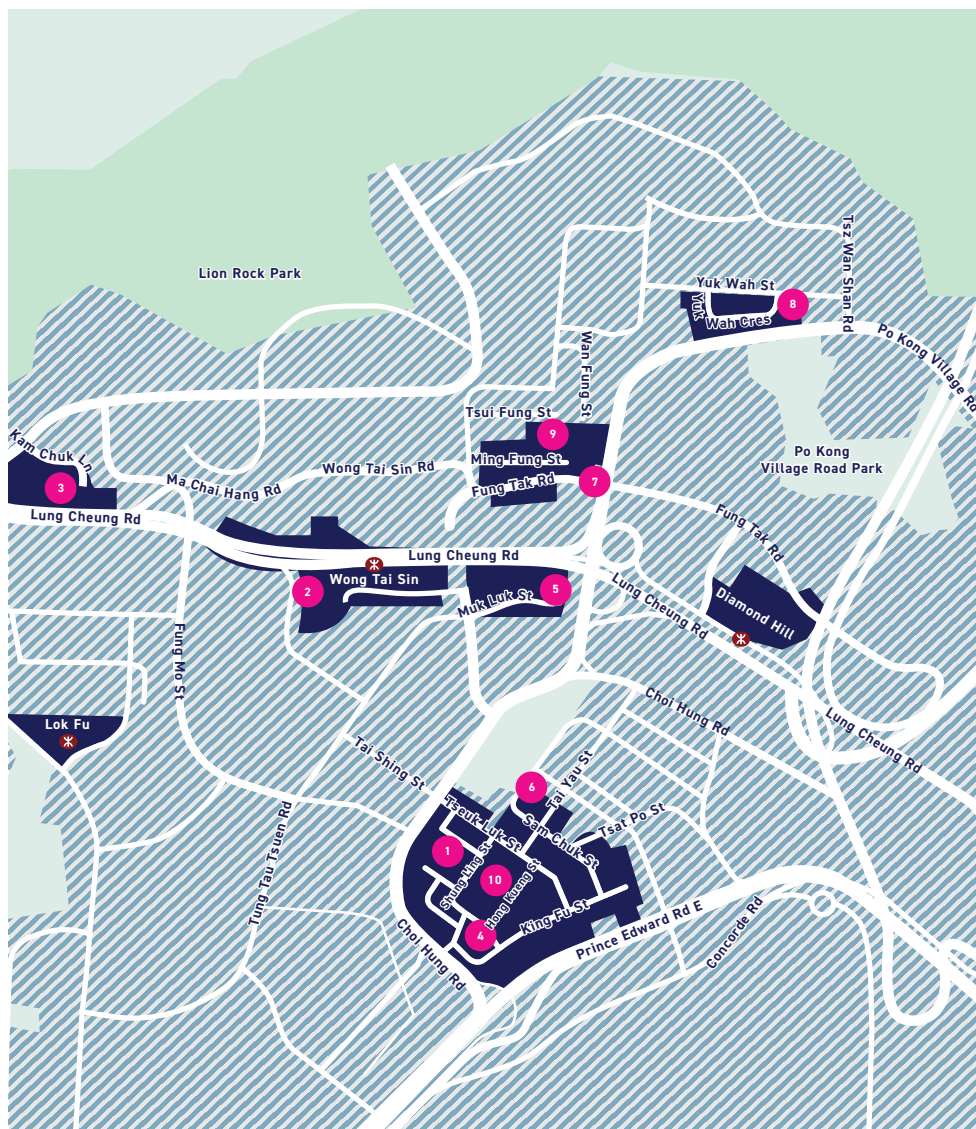 Lion Rock Park
Tsz Wan Shan Rd
Yuk Wah St
8
Yuk
Wah Cres
Po Kong Village Rd
Wan Fung St
Tsui Fung St
9
Kam Chuk Ln
Ming Fung St
Po Kong
Village Road Park
Wong Tai Sin Rd
7
Fung Tak Rd
Ma Chai Hang Rd
3
Lung Cheung Rd
Fung Tak Rd
Lung Cheung Rd
Wong Tai Sin
2
5
Muk Luk St
Lung Cheung Rd
Diamond Hill
Fung Mo St
Lok Fu
Choi Hung Rd
Lung Cheung Rd
Tai Shing St
Tai Yau St
6
Tseuk Luk St
Sam Chuk St
Tsat Po St
1
Shung Ling St
10
Hong Kueng St
Tung Tau Tsuen Rd
King Fu St
4
Choi Hung Rd
Prince Edward Rd E
Concorde Rd